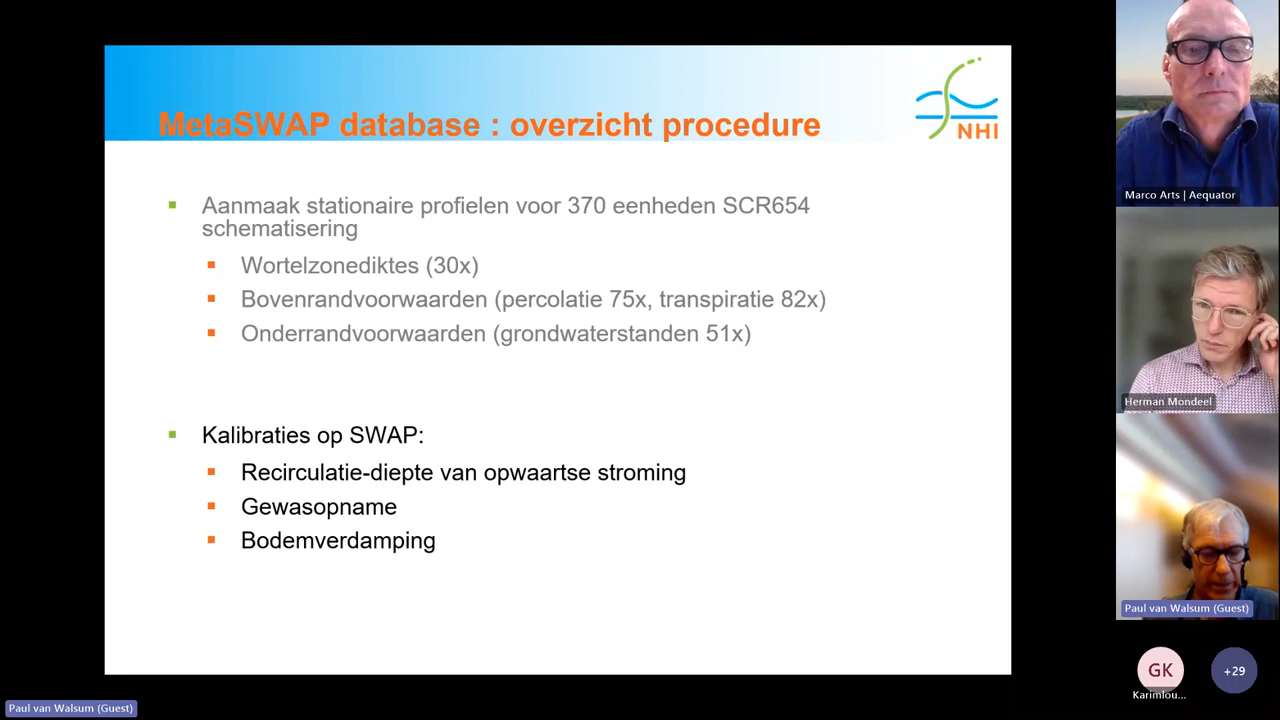 MetaSWAP database : overzicht procedure
NHI
Aanmaak stationaire profielen voor 370 eenheden SCR654
schematisering
Wortelzonediktes (30x)
Bovenrandvoorwaarden (percolatie 75x, transpiratie 82x)
Onderrandvoorwaarden (grondwaterstanden 51x)
Kalibraties op SWAP:
Recirculatie-diepte van opwaartse stroming
Gewasopname
Bodemverdamping
Marco Arts | Aequator
Herman Mondeel
Paul van Walsum (Guest)
GK
+29
Karimlou...
Paul van Walsum (Guest)